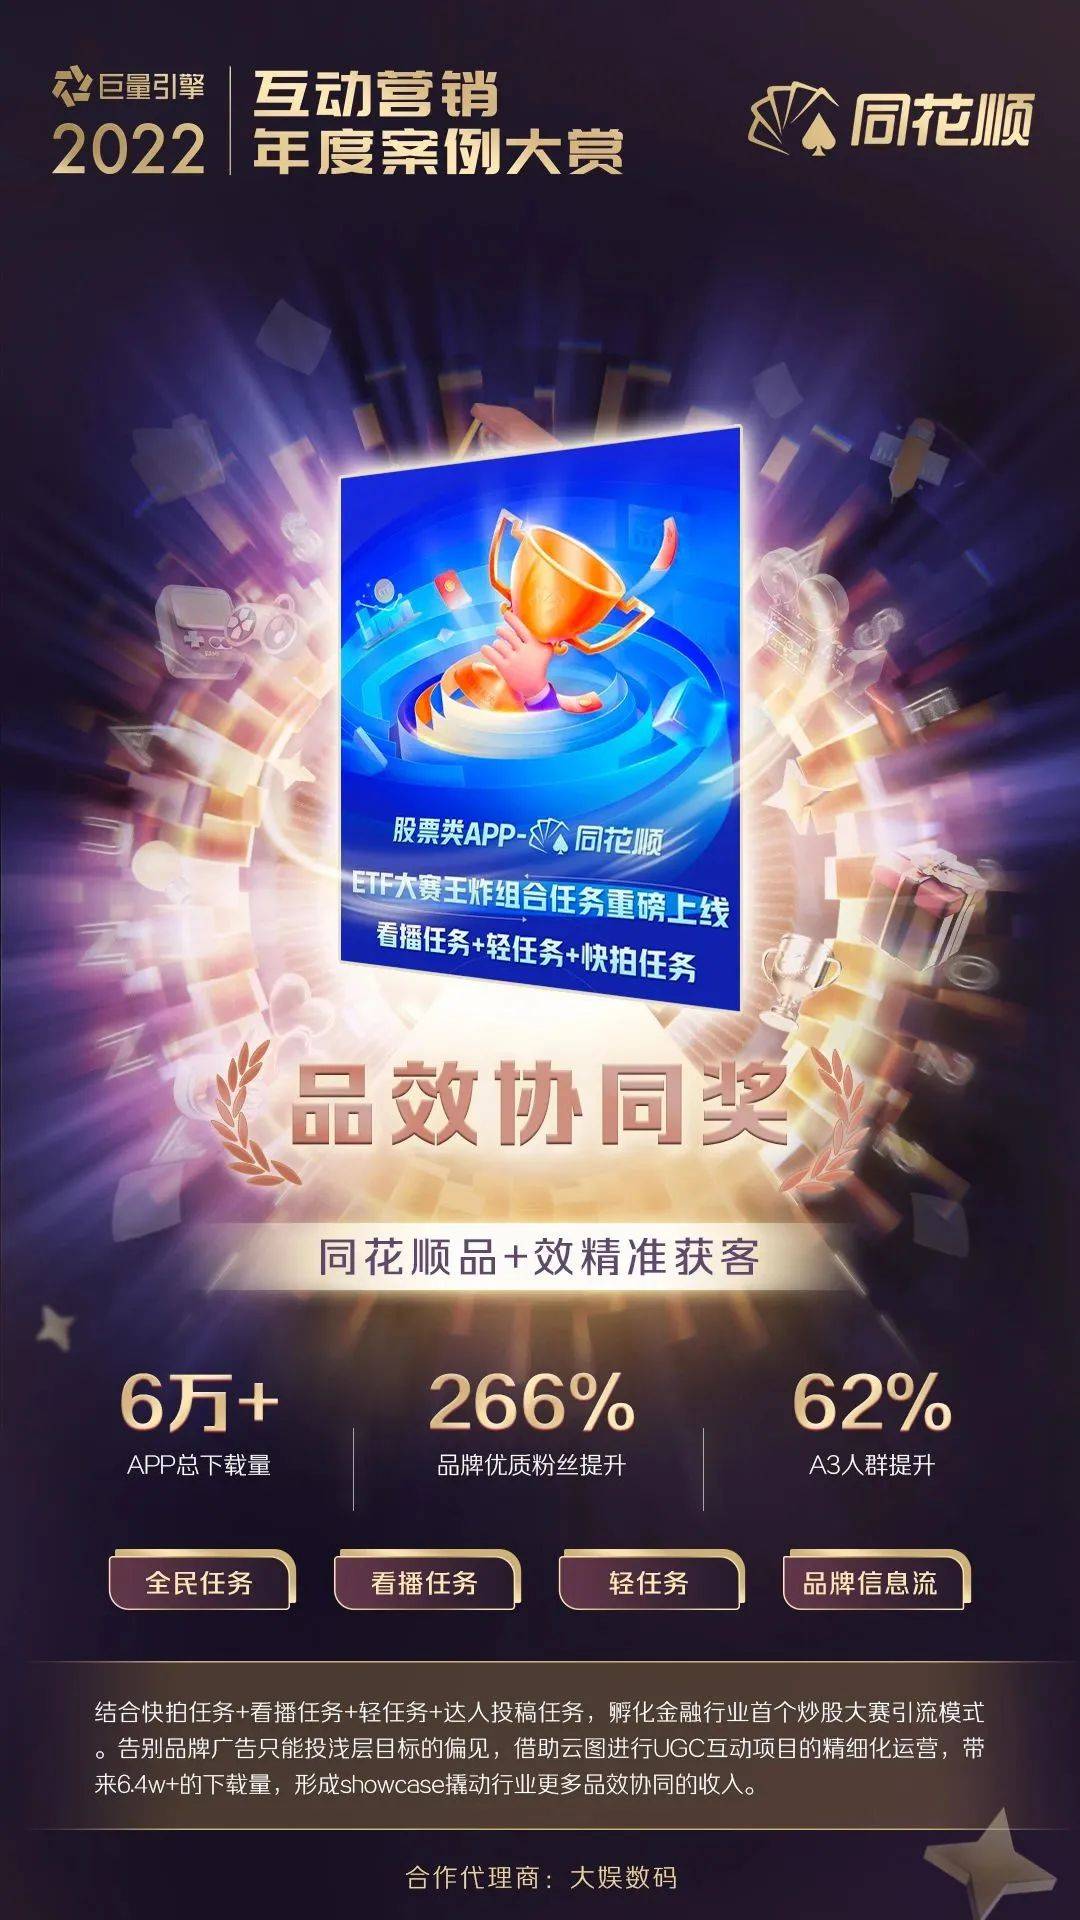 巨量引擎
2022
互动营销
年度案例大赏
同花顺
股票类APP-同花顺
ETF大赛王炸组合任务重磅上线
看播任务+轻任务+快拍任务
品效协同奖
同花顺品+效精准获客
6万+
APP总下载量
266%
品牌优质粉丝提升
62%
A3人群提升
全民任务
看播任务
轻任务
品牌信息流
结合快拍任务+看播任务+轻任务+达人投稿任务，孵化金融行业首个炒股大赛引流模式
。告别品牌广告只能投浅层目标的偏见，借助云图进行UGC互动项目的精细化运营，带
来6.4w+的下载量，形成showcase撬动行业更多品效协同的收入。
合作代理商：大娱数码